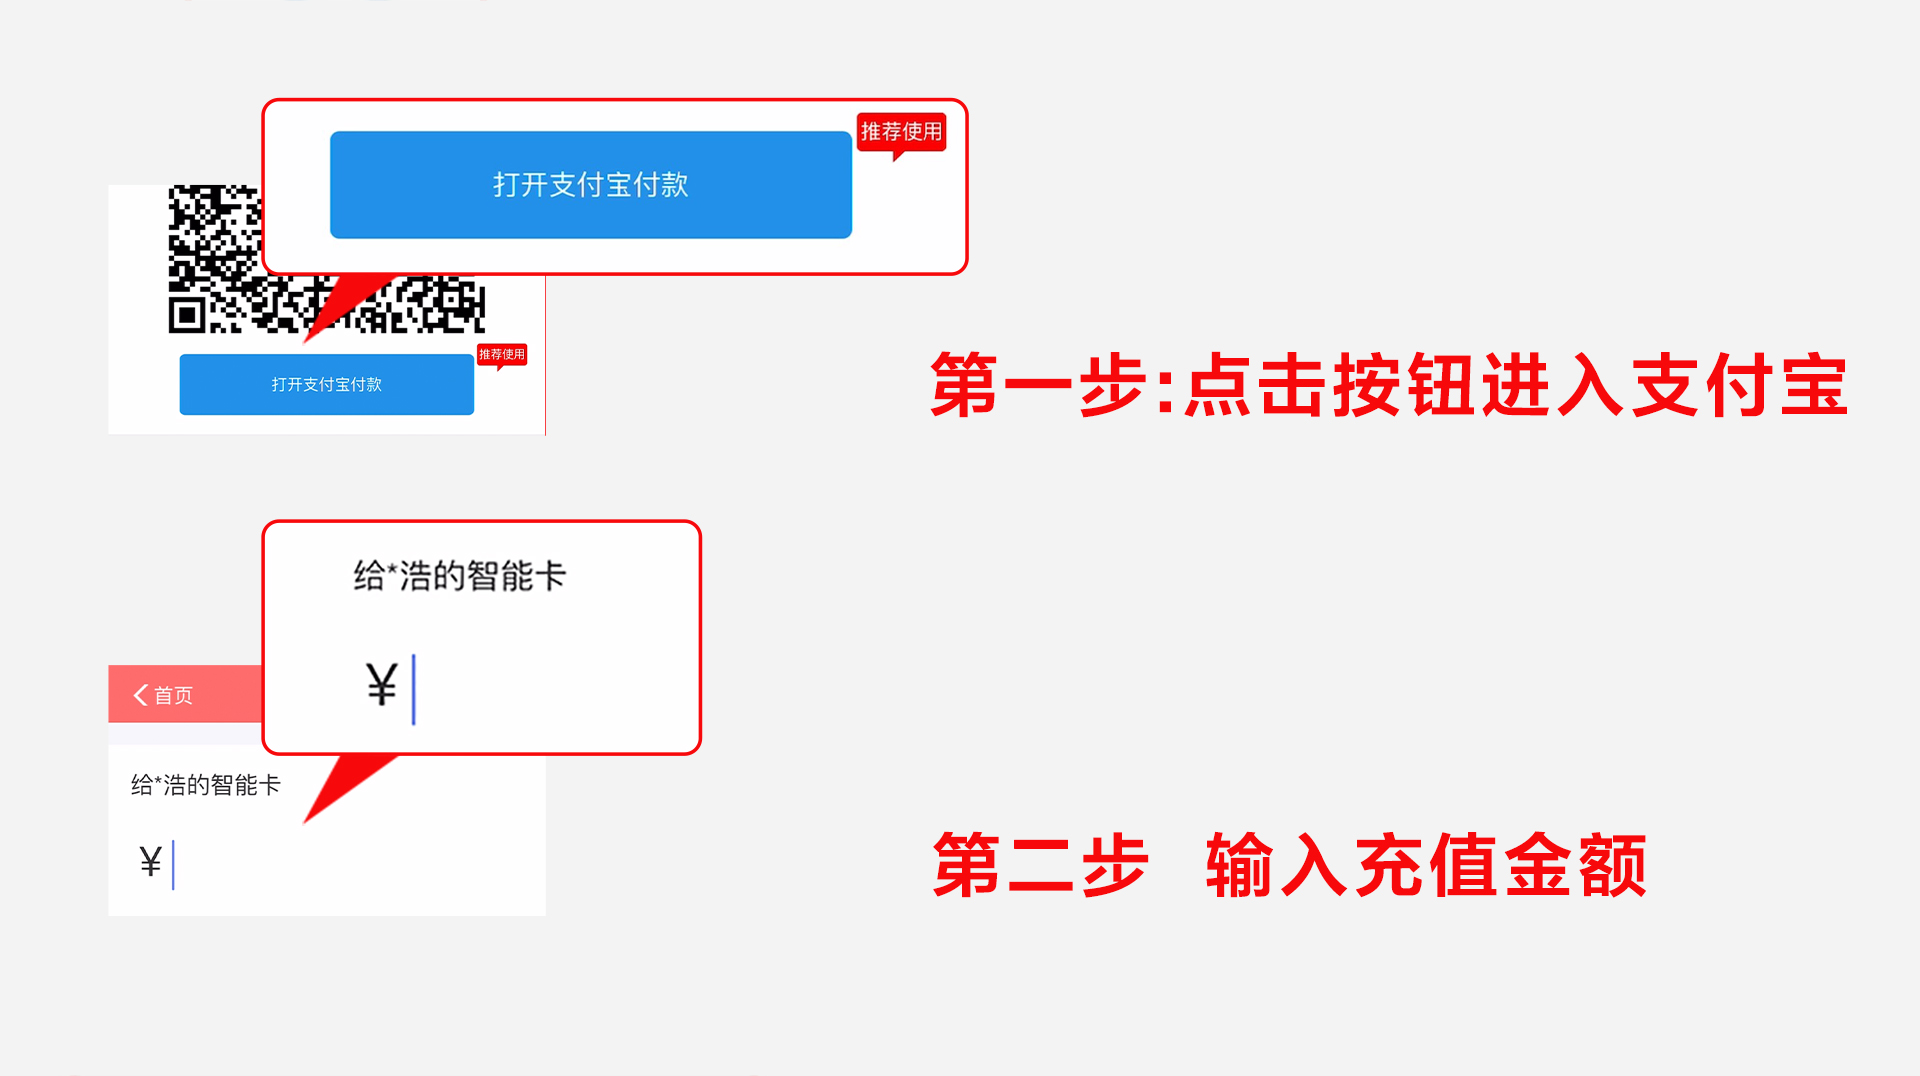 推荐使用
打开支付宝付款
推荐使用
打开支付宝付款
第一步:点击按钮进入支付宝
给*浩的智能卡
¥
首页
给*浩的智能卡
¥
第二步 输入充值金额